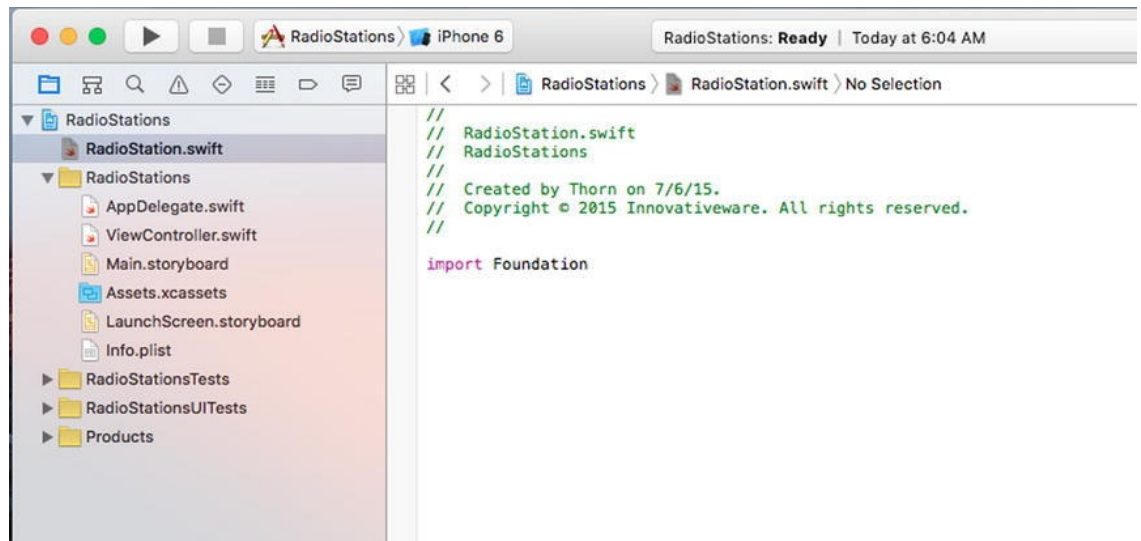 RadioStations 〉 iPhone 6
RadioStations: Ready | Today at 6:04 AM
RadioStations 〉 RadioStation.swift 〉 No Selection
RadioStations
RadioStation.swift
RadioStations
AppDelegate.swift
ViewController.swift
Main.storyboard
Assets.xcassets
LaunchScreen.storyboard
Info.plist
RadioStationsTests
RadioStationsUITests
Products
//
// RadioStation.swift
// RadioStations
//
// Created by Thorn on 7/6/15.
// Copyright © 2015 Innovativeware. All rights reserved.
//
import Foundation